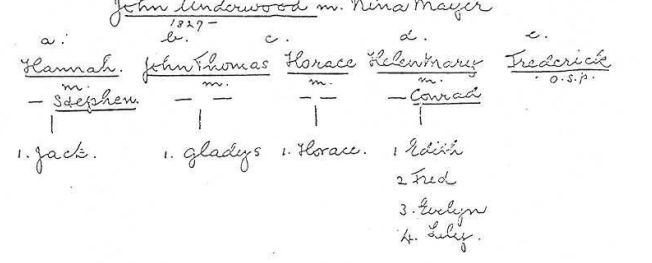 John Underwood m. Nina Mayer
1827 -
a. b. c. d. e.
Hannah. John Thomas Horace Helen Mary Frederick
m. m. m. m. o.s.p.
— Stephen. — — — — — Conrad
1. Jack. 1. Gladys 1. Horace. 1 Edith
2 Fred
3. Evelyn
4. Lily.